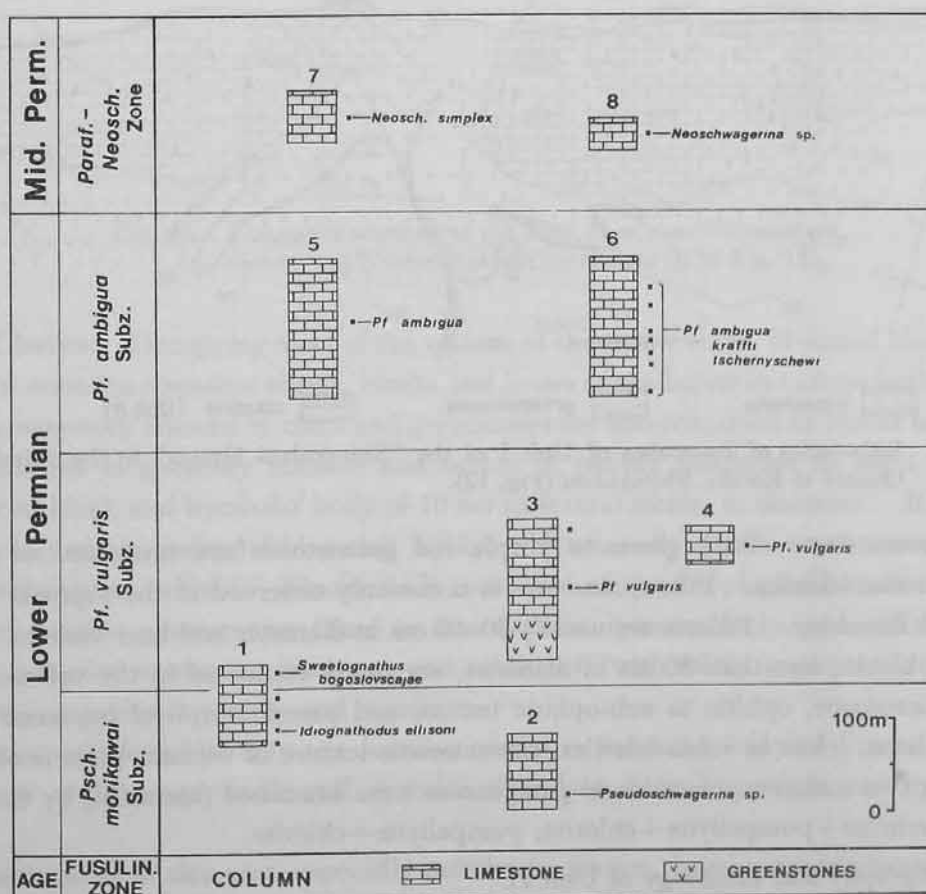 Mid. Perm.
Paraf.-
Neosch.
Zone
7
Neosch. simplex
8
Neoschwagerina sp.
Lower Permian
Pf. ambigua
Subz.
5
Pf ambigua
6
Pf ambigua
kraffti
tschernyschewi
Pf. vulgaris
Subz.
3
Pf. vulgaris
4
Pf. vulgaris
Psch.
morikawai
Subz.
1
Sweetognathus
bogoslovscajae
Idiognathodus ellisoni
2
Pseudoschwagerina sp.
100m
0
AGE
FUSULIN.
ZONE
COLUMN
LIMESTONE
GREENSTONES